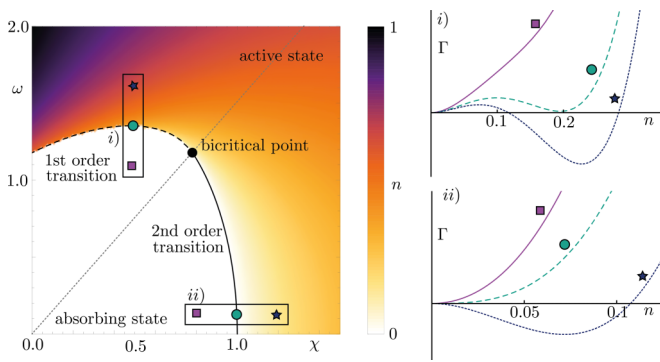 2.0
ω
active state
i)
bicritical point
1st order
transition
1.0
2nd order
transition
ii)
absorbing state
0.0
0.5
1.0
χ
1
n
0
i)
Γ
0.1
0.2
n
ii)
Γ
0.05
0.1
n